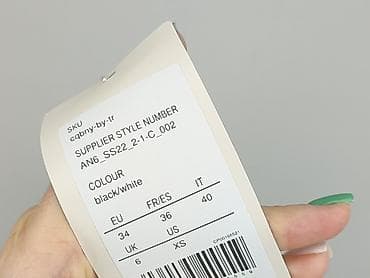 SKU
cqbny-by-tr
SUPPLIER STYLE NUMBER
AN6_SS22_2-1-C_002
COLOUR
black/white
EU FR/ES IT
34 36 40
UK US
6 XS